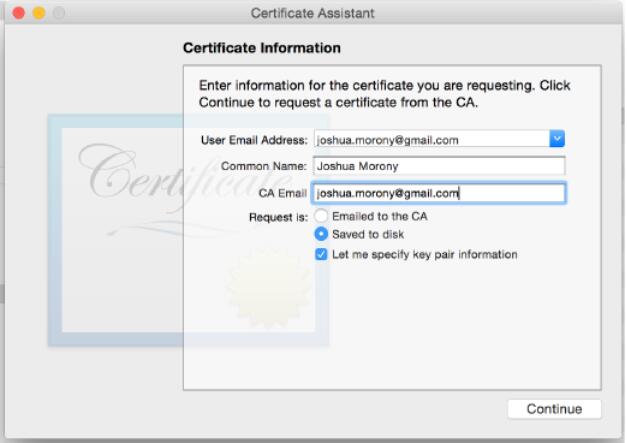 Certificate Assistant
Certificate Information
Enter information for the certificate you are requesting. Click
Continue to request a certificate from the CA.
User Email Address: joshua.morony@gmail.com
Common Name: Joshua Morony
CA Email joshua.morony@gmail.com
Request is: Emailed to the CA
Saved to disk
Let me specify key pair information
Certificate
Continue